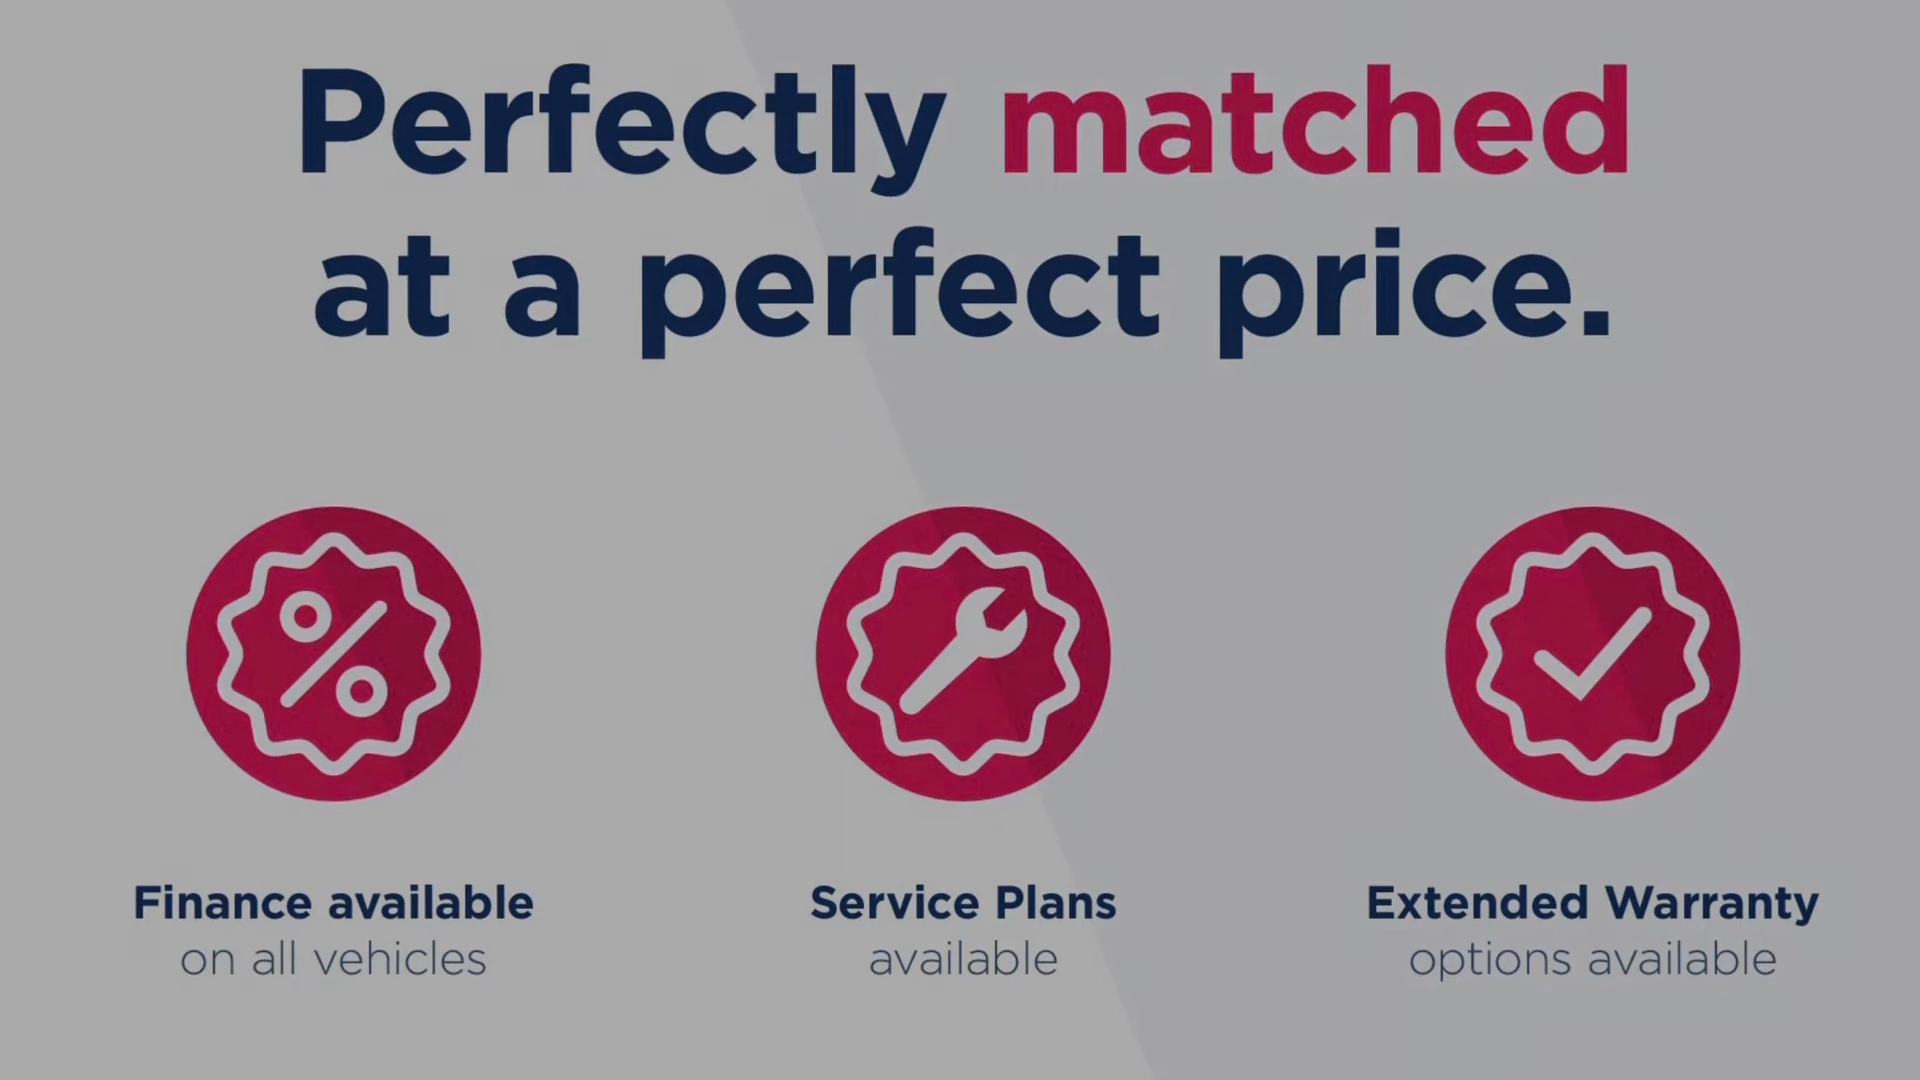 Perfectly matched
at a perfect price.
Finance available
on all vehicles
Service Plans
available
Extended Warranty
options available